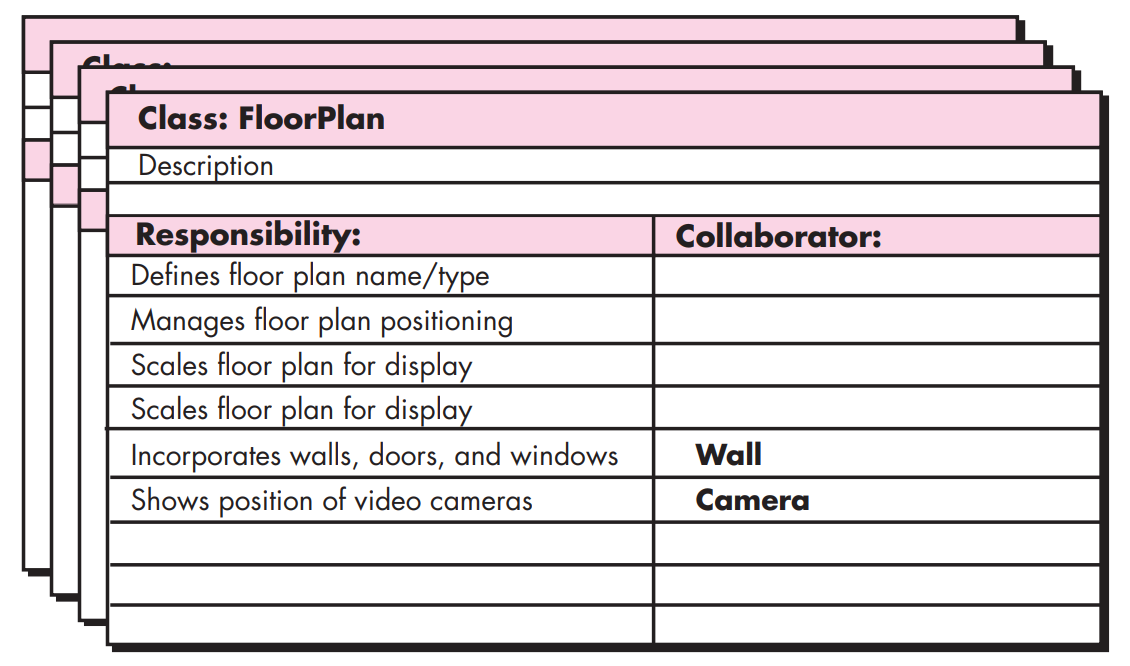 Class:
Class: FloorPlan
Description
Responsibility: Collaborator:
Defines floor plan name/type
Manages floor plan positioning
Scales floor plan for display
Scales floor plan for display
Incorporates walls, doors, and windows Wall
Shows position of video cameras Camera